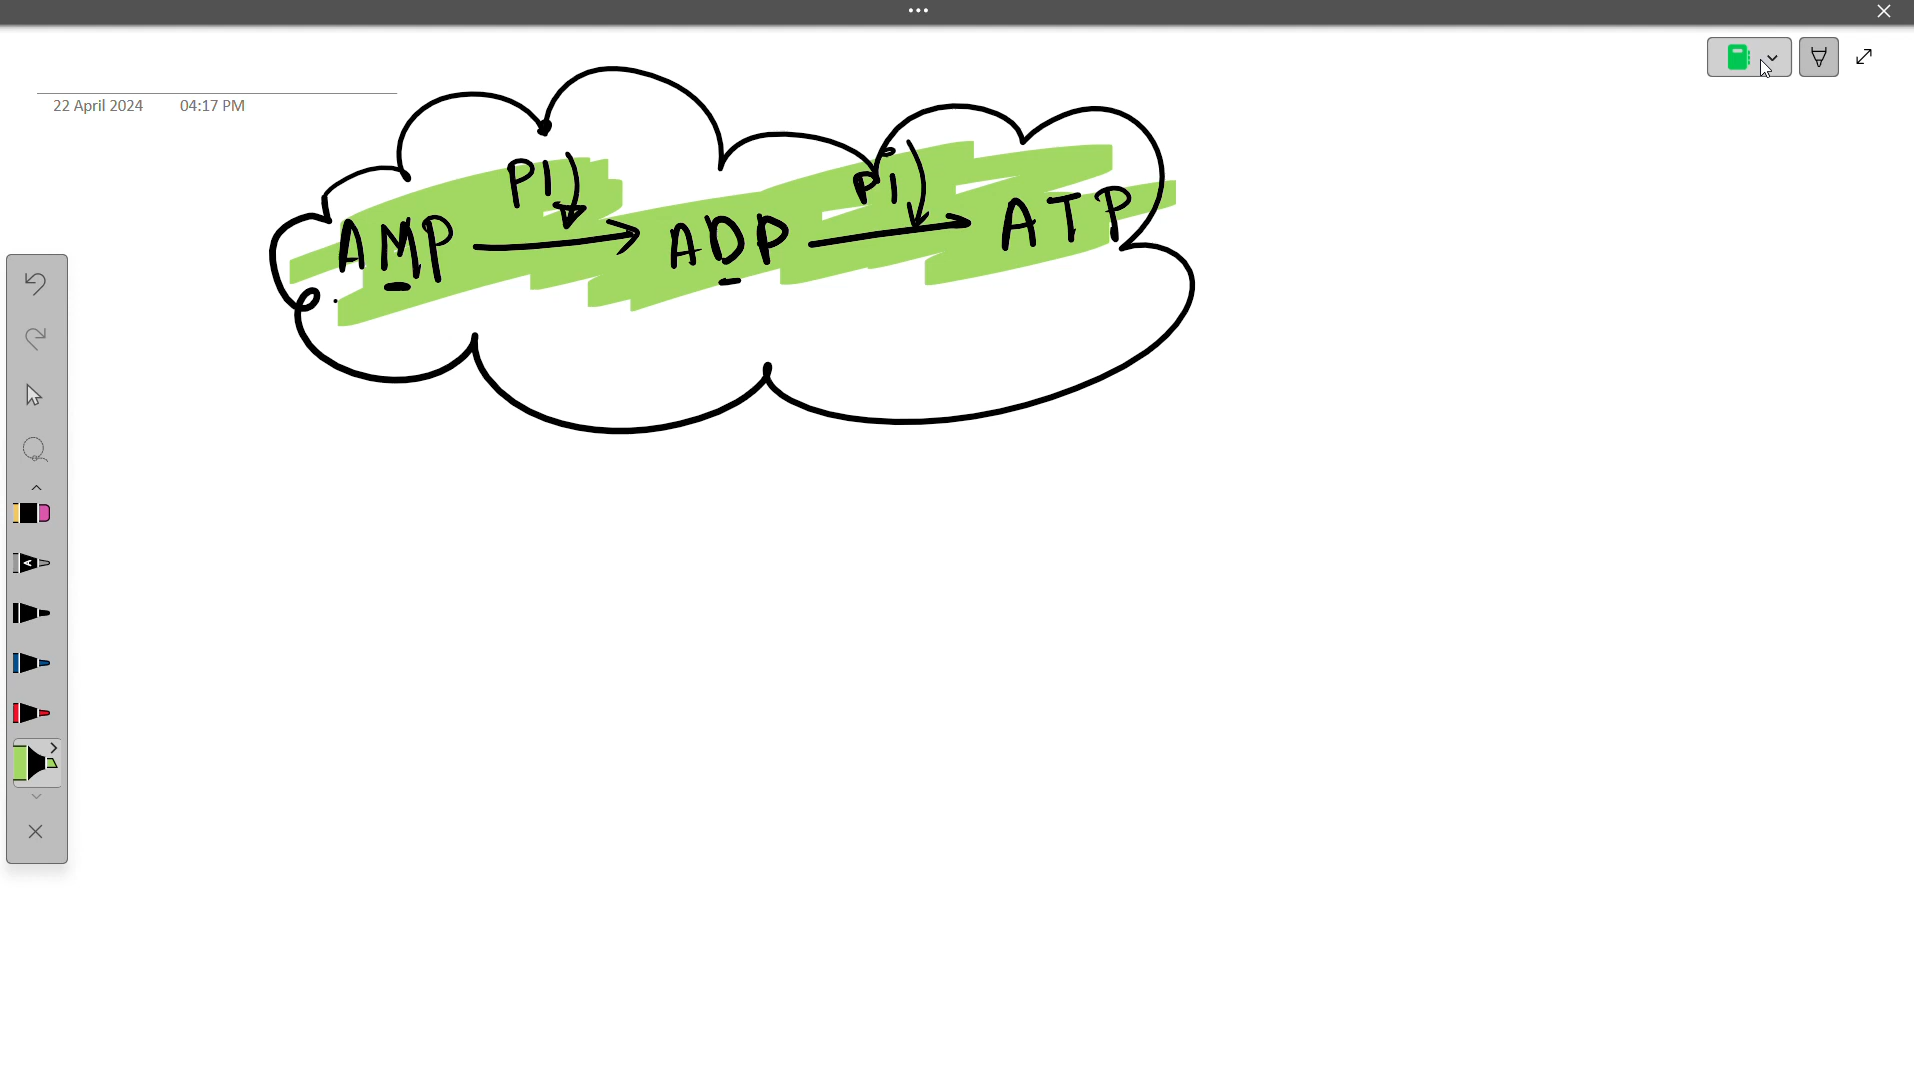 22 April 2024 04:17 PM
PI PI
AMP → ADP → ATP